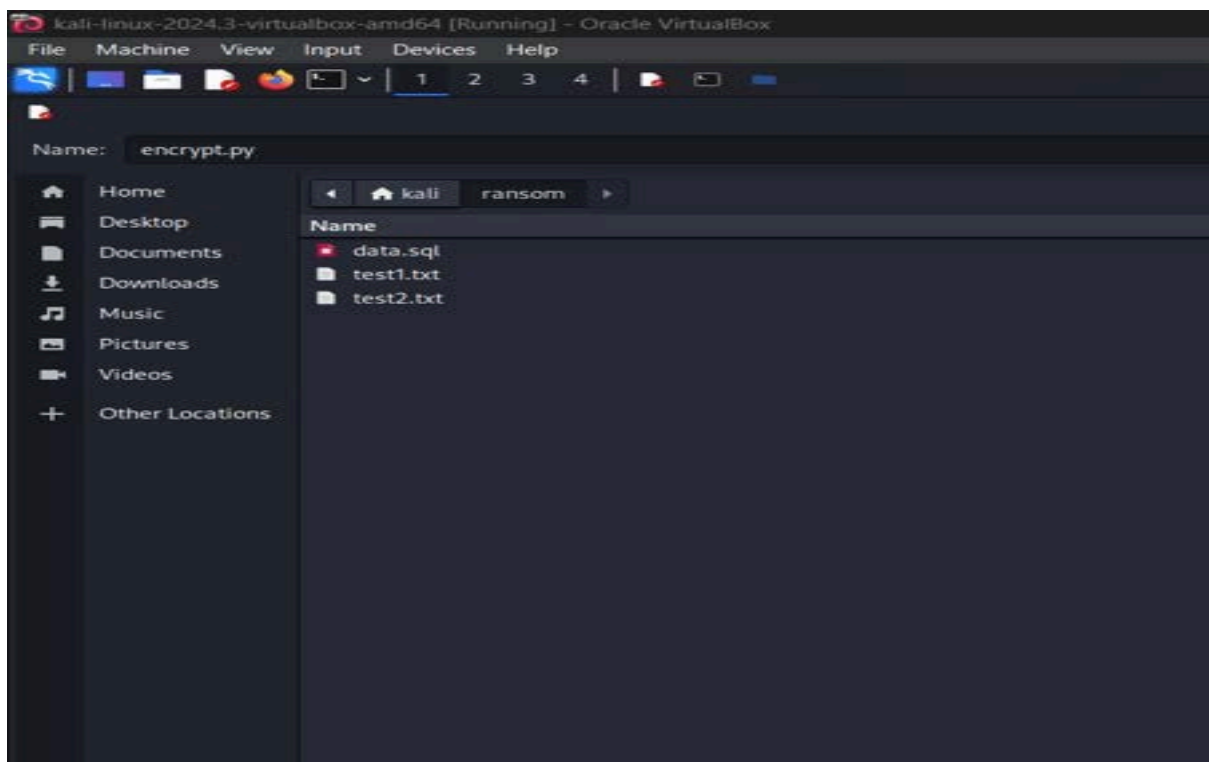 kali-linux-2024.3-virtualbox-amd64 [Running] - Oracle VirtualBox
File Machine View Input Devices Help
1 2 3 4
Name: encrypt.py
Home
Desktop
Documents
Downloads
Music
Pictures
Videos
Other Locations
kali ransom
Name
data.sql
test1.txt
test2.txt